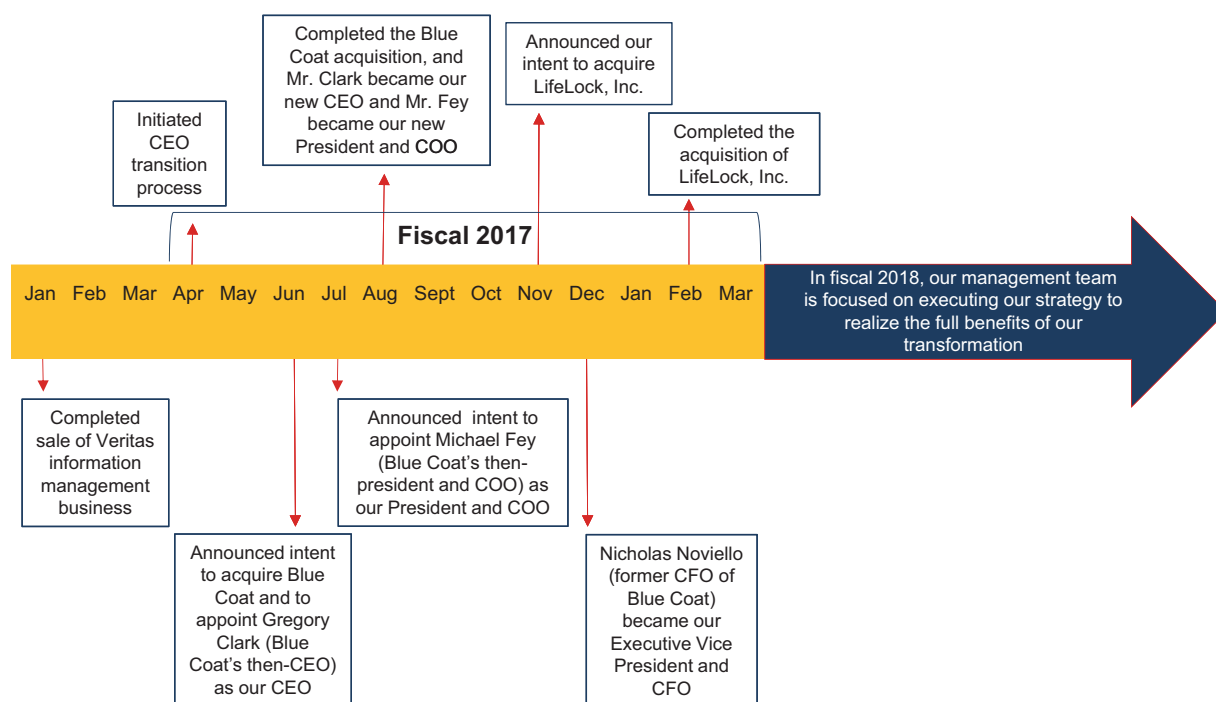 Completed the Blue
Coat acquisition, and
Mr. Clark became our
new CEO and Mr. Fey
became our new
President and COO
Announced our
intent to acquire
LifeLock, Inc.
Initiated
CEO
transition
process
Completed the
acquisition of
LifeLock, Inc.
Fiscal 2017
Jan Feb Mar Apr May Jun Jul Aug Sept Oct Nov Dec Jan Feb Mar
In fiscal 2018, our management team
is focused on executing our strategy to
realize the full benefits of our
transformation
Completed
sale of Veritas
information
management
business
Announced intent
to acquire Blue
Coat and to
appoint Gregory
Clark (Blue
Coat’s then-CEO)
as our CEO
Announced intent to
appoint Michael Fey
(Blue Coat’s then-
president and COO) as
our President and COO
Nicholas Noviello
(former CFO of
Blue Coat)
became our
Executive Vice
President and
CFO